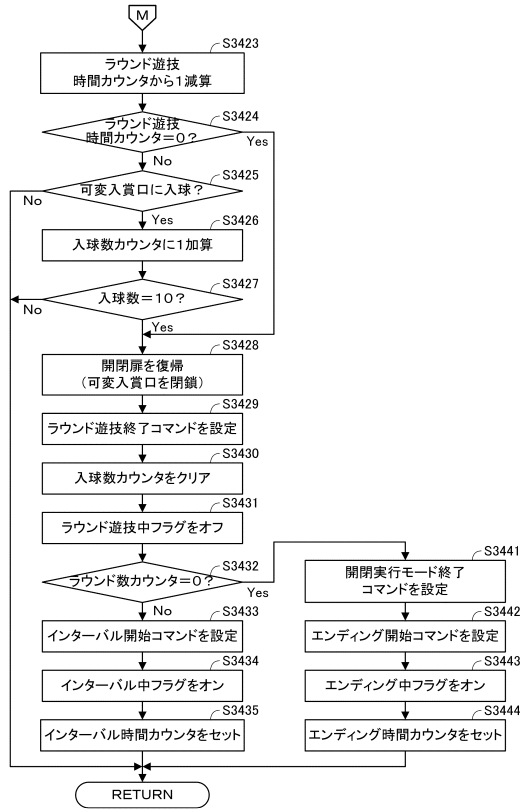 M
S3423
ラウンド遊技
時間カウンタから1減算
S3424
ラウンド遊技
時間カウンタ=0?
Yes
No
S3425
可変入賞口に入球?
No
Yes
S3426
入球数カウンタに1加算
S3427
入球数=10?
No
Yes
S3428
開閉扉を復帰
(可変入賞口を閉鎖)
S3429
ラウンド遊技終了コマンドを設定
S3430
入球数カウンタをクリア
S3431
ラウンド遊技中フラグをオフ
S3432
ラウンド数カウンタ=0?
Yes
No
S3433
インターバル開始コマンドを設定
S3434
インターバル中フラグをオン
S3435
インターバル時間カウンタをセット
S3441
開閉実行モード終了
コマンドを設定
S3442
エンディング開始コマンドを設定
S3443
エンディング中フラグをオン
S3444
エンディング時間カウンタをセット
RETURN